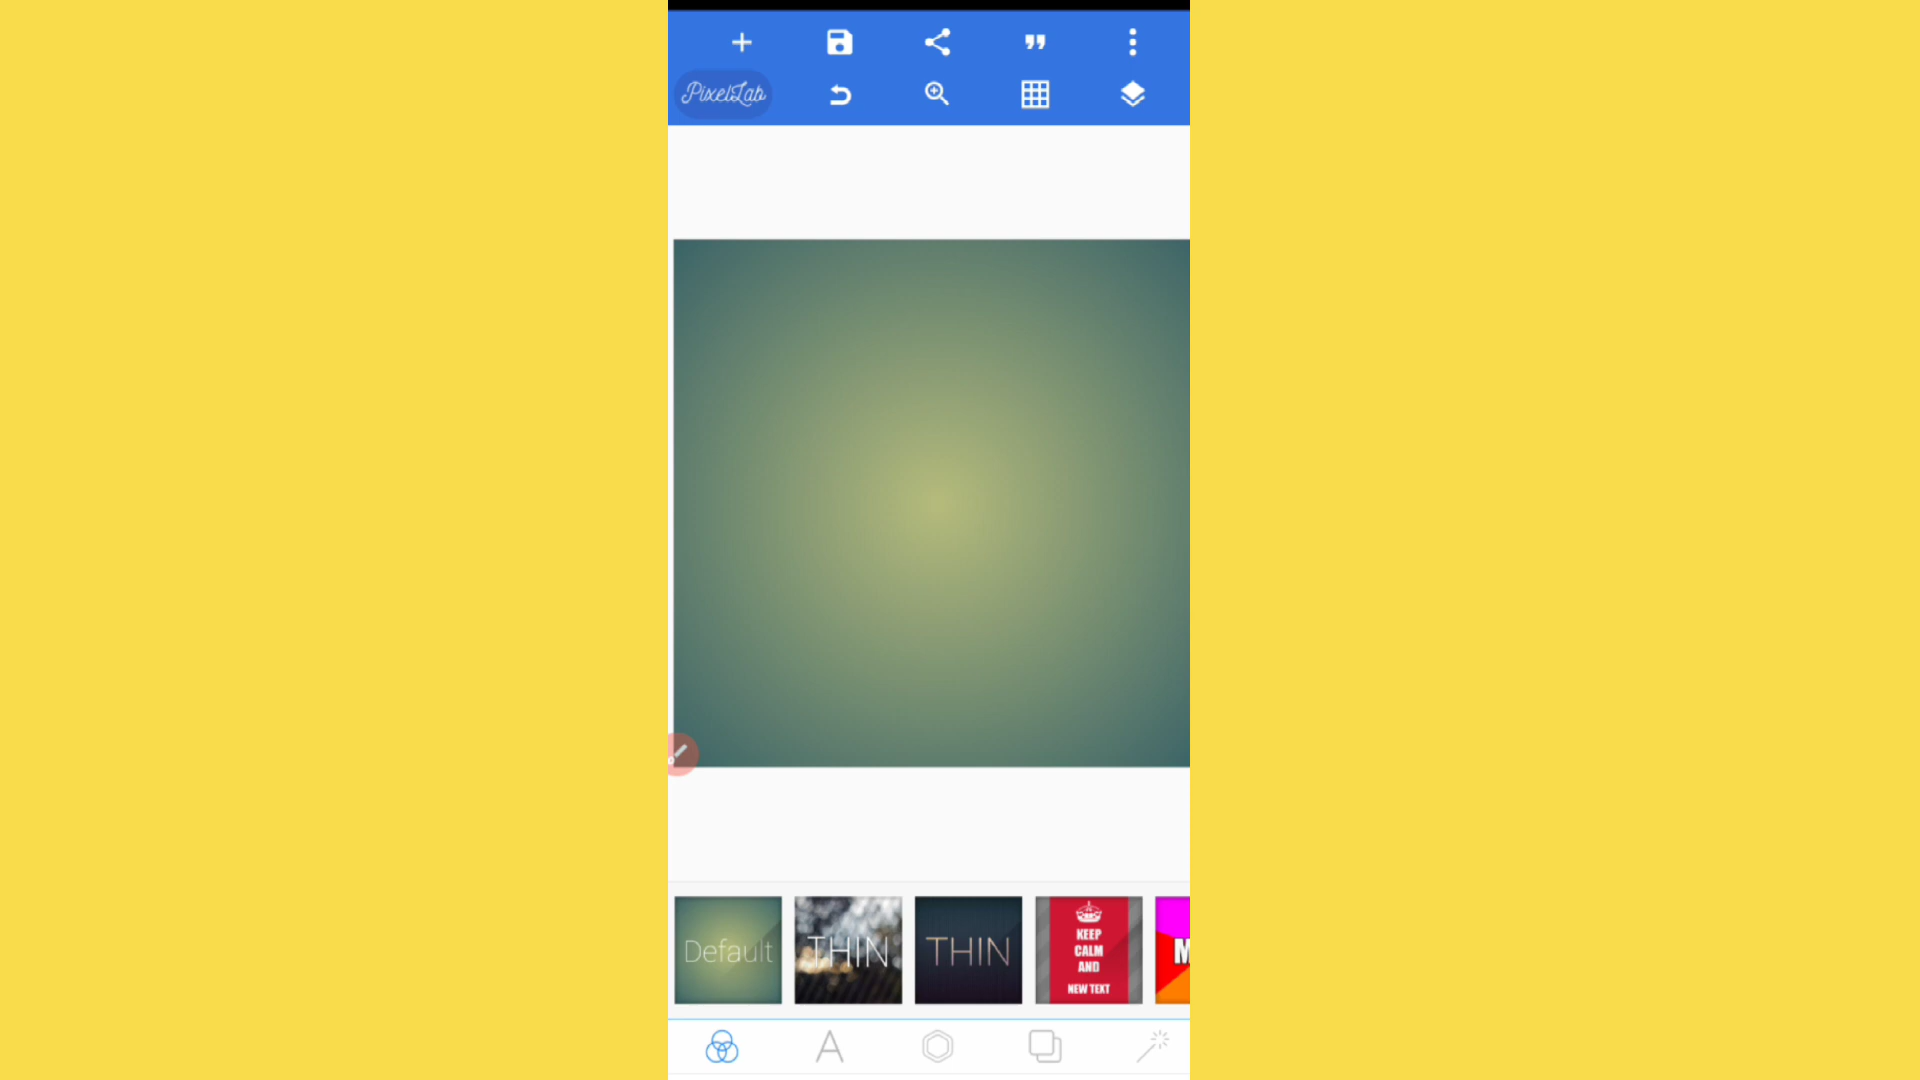 PixelLab
Default
THIN
THIN
KEEP
CALM
AND
NEW TEXT
M